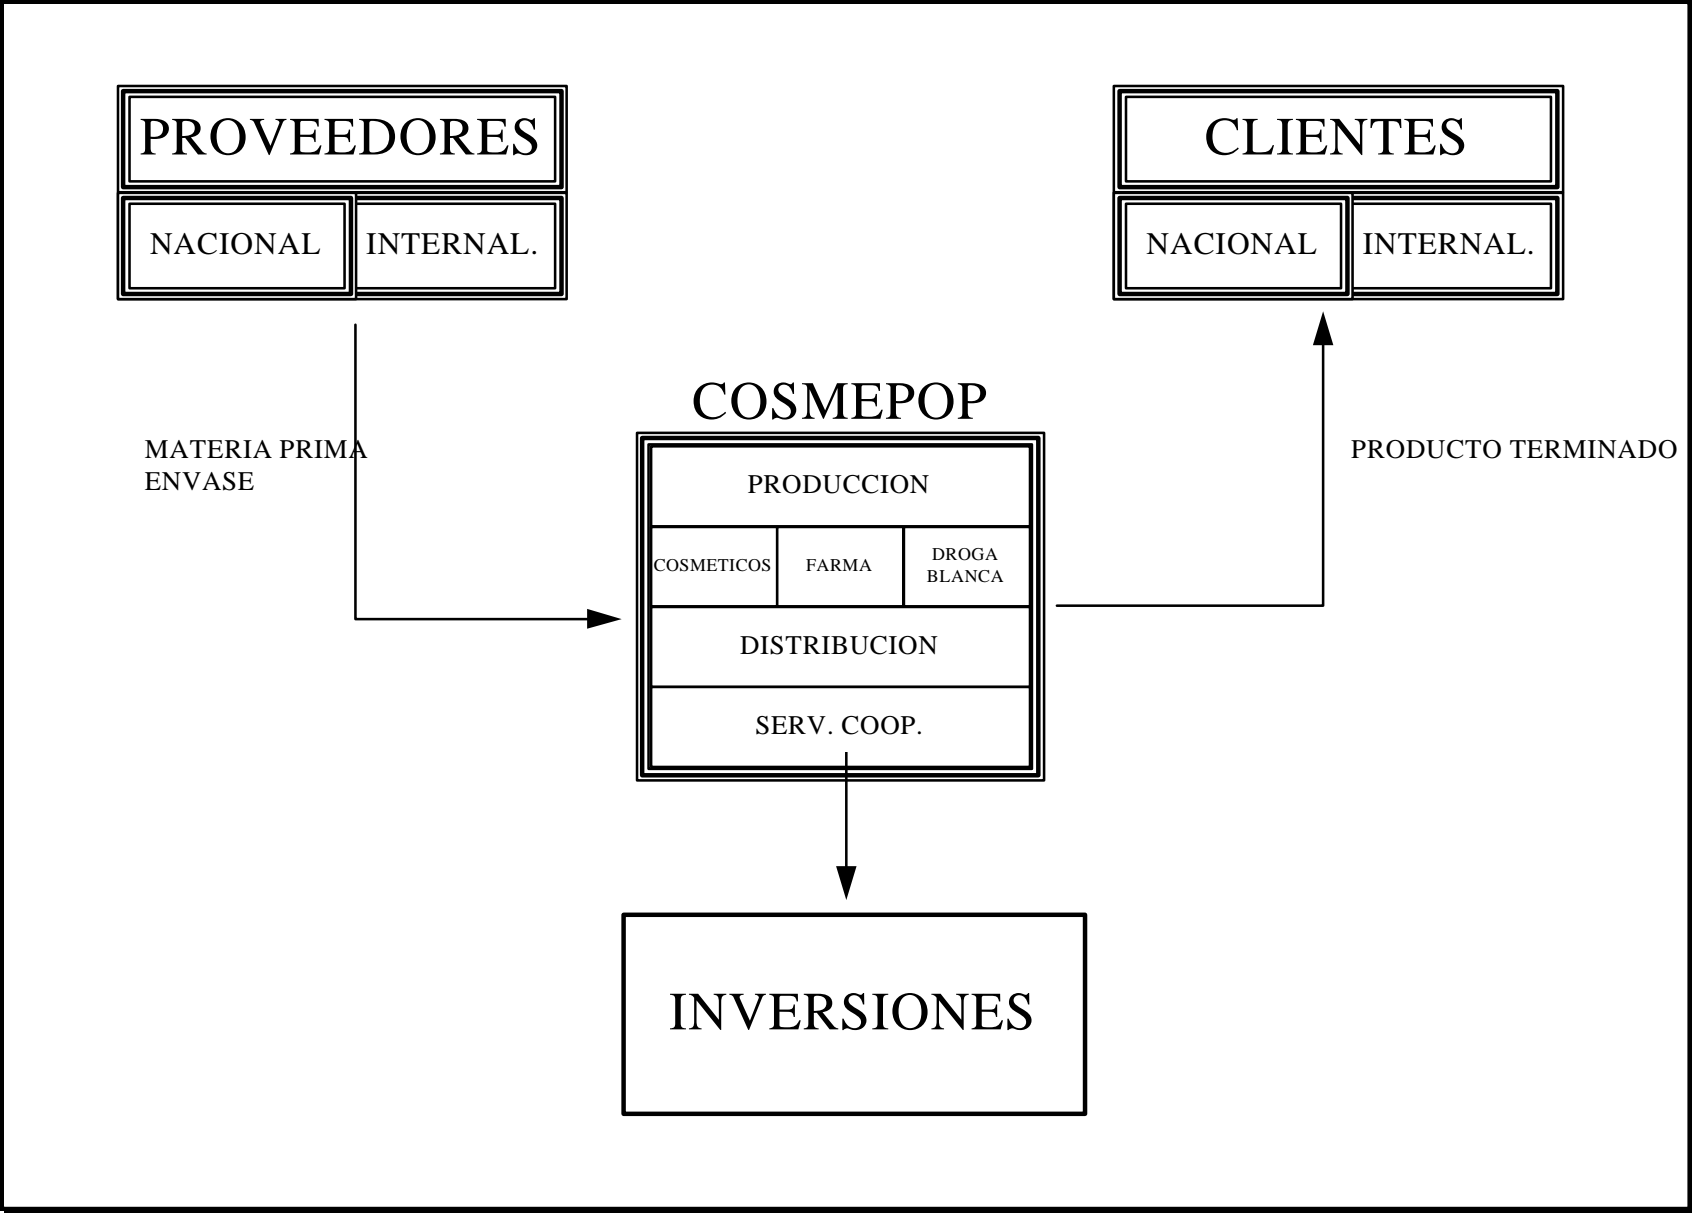 PROVEEDORES
NACIONAL
INTERNAL.
CLIENTES
NACIONAL
INTERNAL.
MATERIA PRIMA
ENVASE
COSMEPOP
PRODUCCION
COSMETICOS
FARMA
DROGA
BLANCA
DISTRIBUCION
SERV. COOP.
PRODUCTO TERMINADO
INVERSIONES